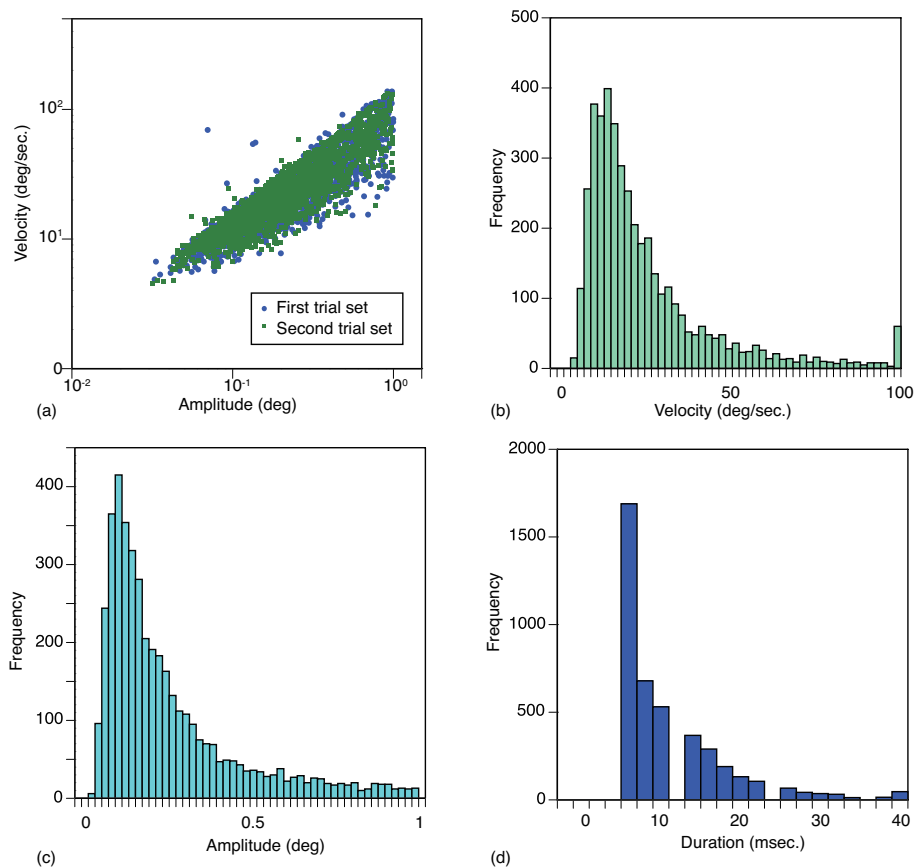 Velocity (deg/sec.)
10²
10¹
0
First trial set
Second trial set
10⁻²
10⁻¹
10⁰
Amplitude (deg)
(a)
Frequency
500
400
300
200
100
0
0
50
100
Velocity (deg/sec.)
(b)
Frequency
400
300
200
100
0
0
0.5
1
Amplitude (deg)
(c)
Frequency
2000
1500
1000
500
0
0
10
20
30
40
Duration (msec.)
(d)